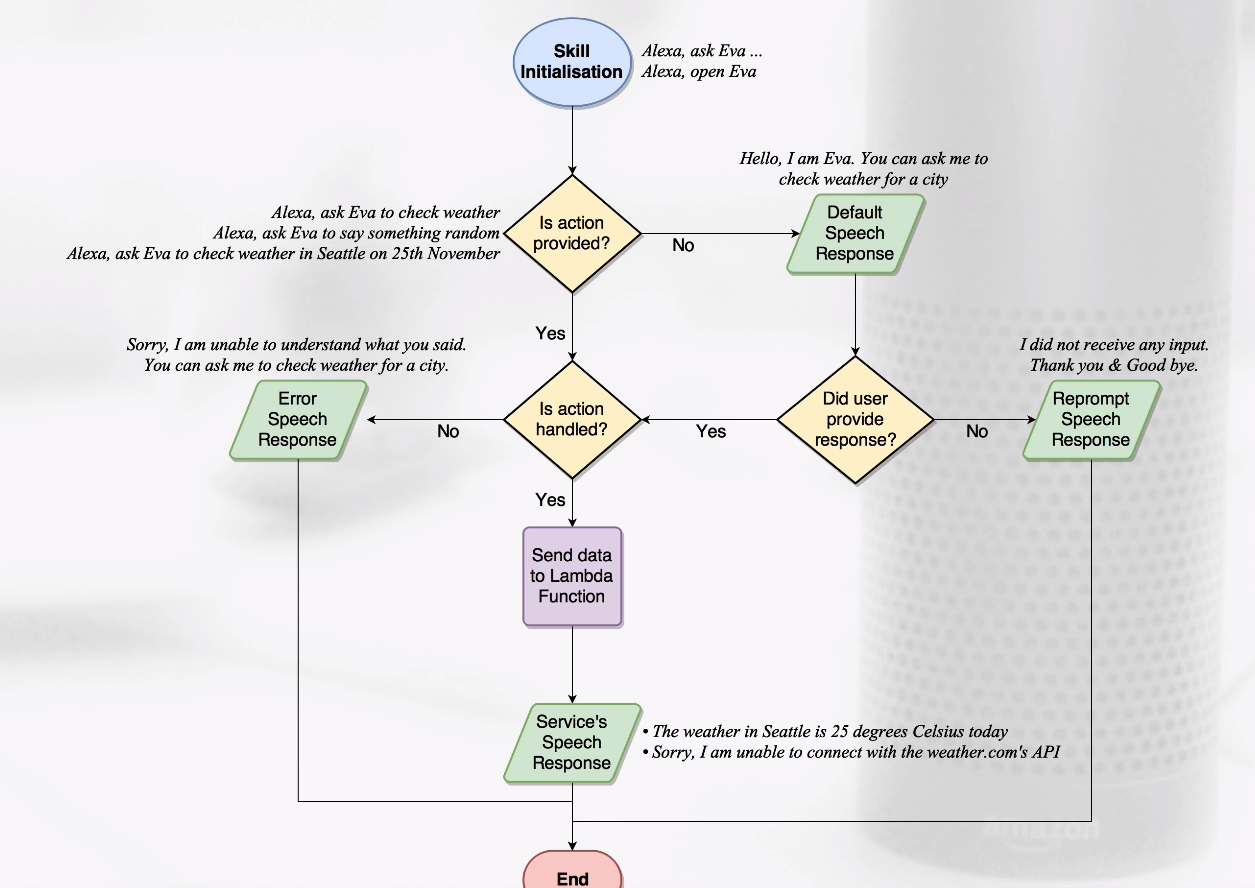 Skill
Initialisation
Alexa, ask Eva ...
Alexa, open Eva
Hello, I am Eva. You can ask me to
check weather for a city
Alexa, ask Eva to check weather
Alexa, ask Eva to say something random
Alexa, ask Eva to check weather in Seattle on 25th November
Is action
provided?
No
Default
Speech
Response
Yes
Sorry, I am unable to understand what you said.
You can ask me to check weather for a city.
I did not receive any input.
Thank you & Good bye.
Error
Speech
Response
No
Is action
handled?
Yes
Did user
provide
response?
No
Reprompt
Speech
Response
Yes
Send data
to Lambda
Function
Service's
Speech
Response
• The weather in Seattle is 25 degrees Celsius today
• Sorry, I am unable to connect with the weather.com's API
amazon
End